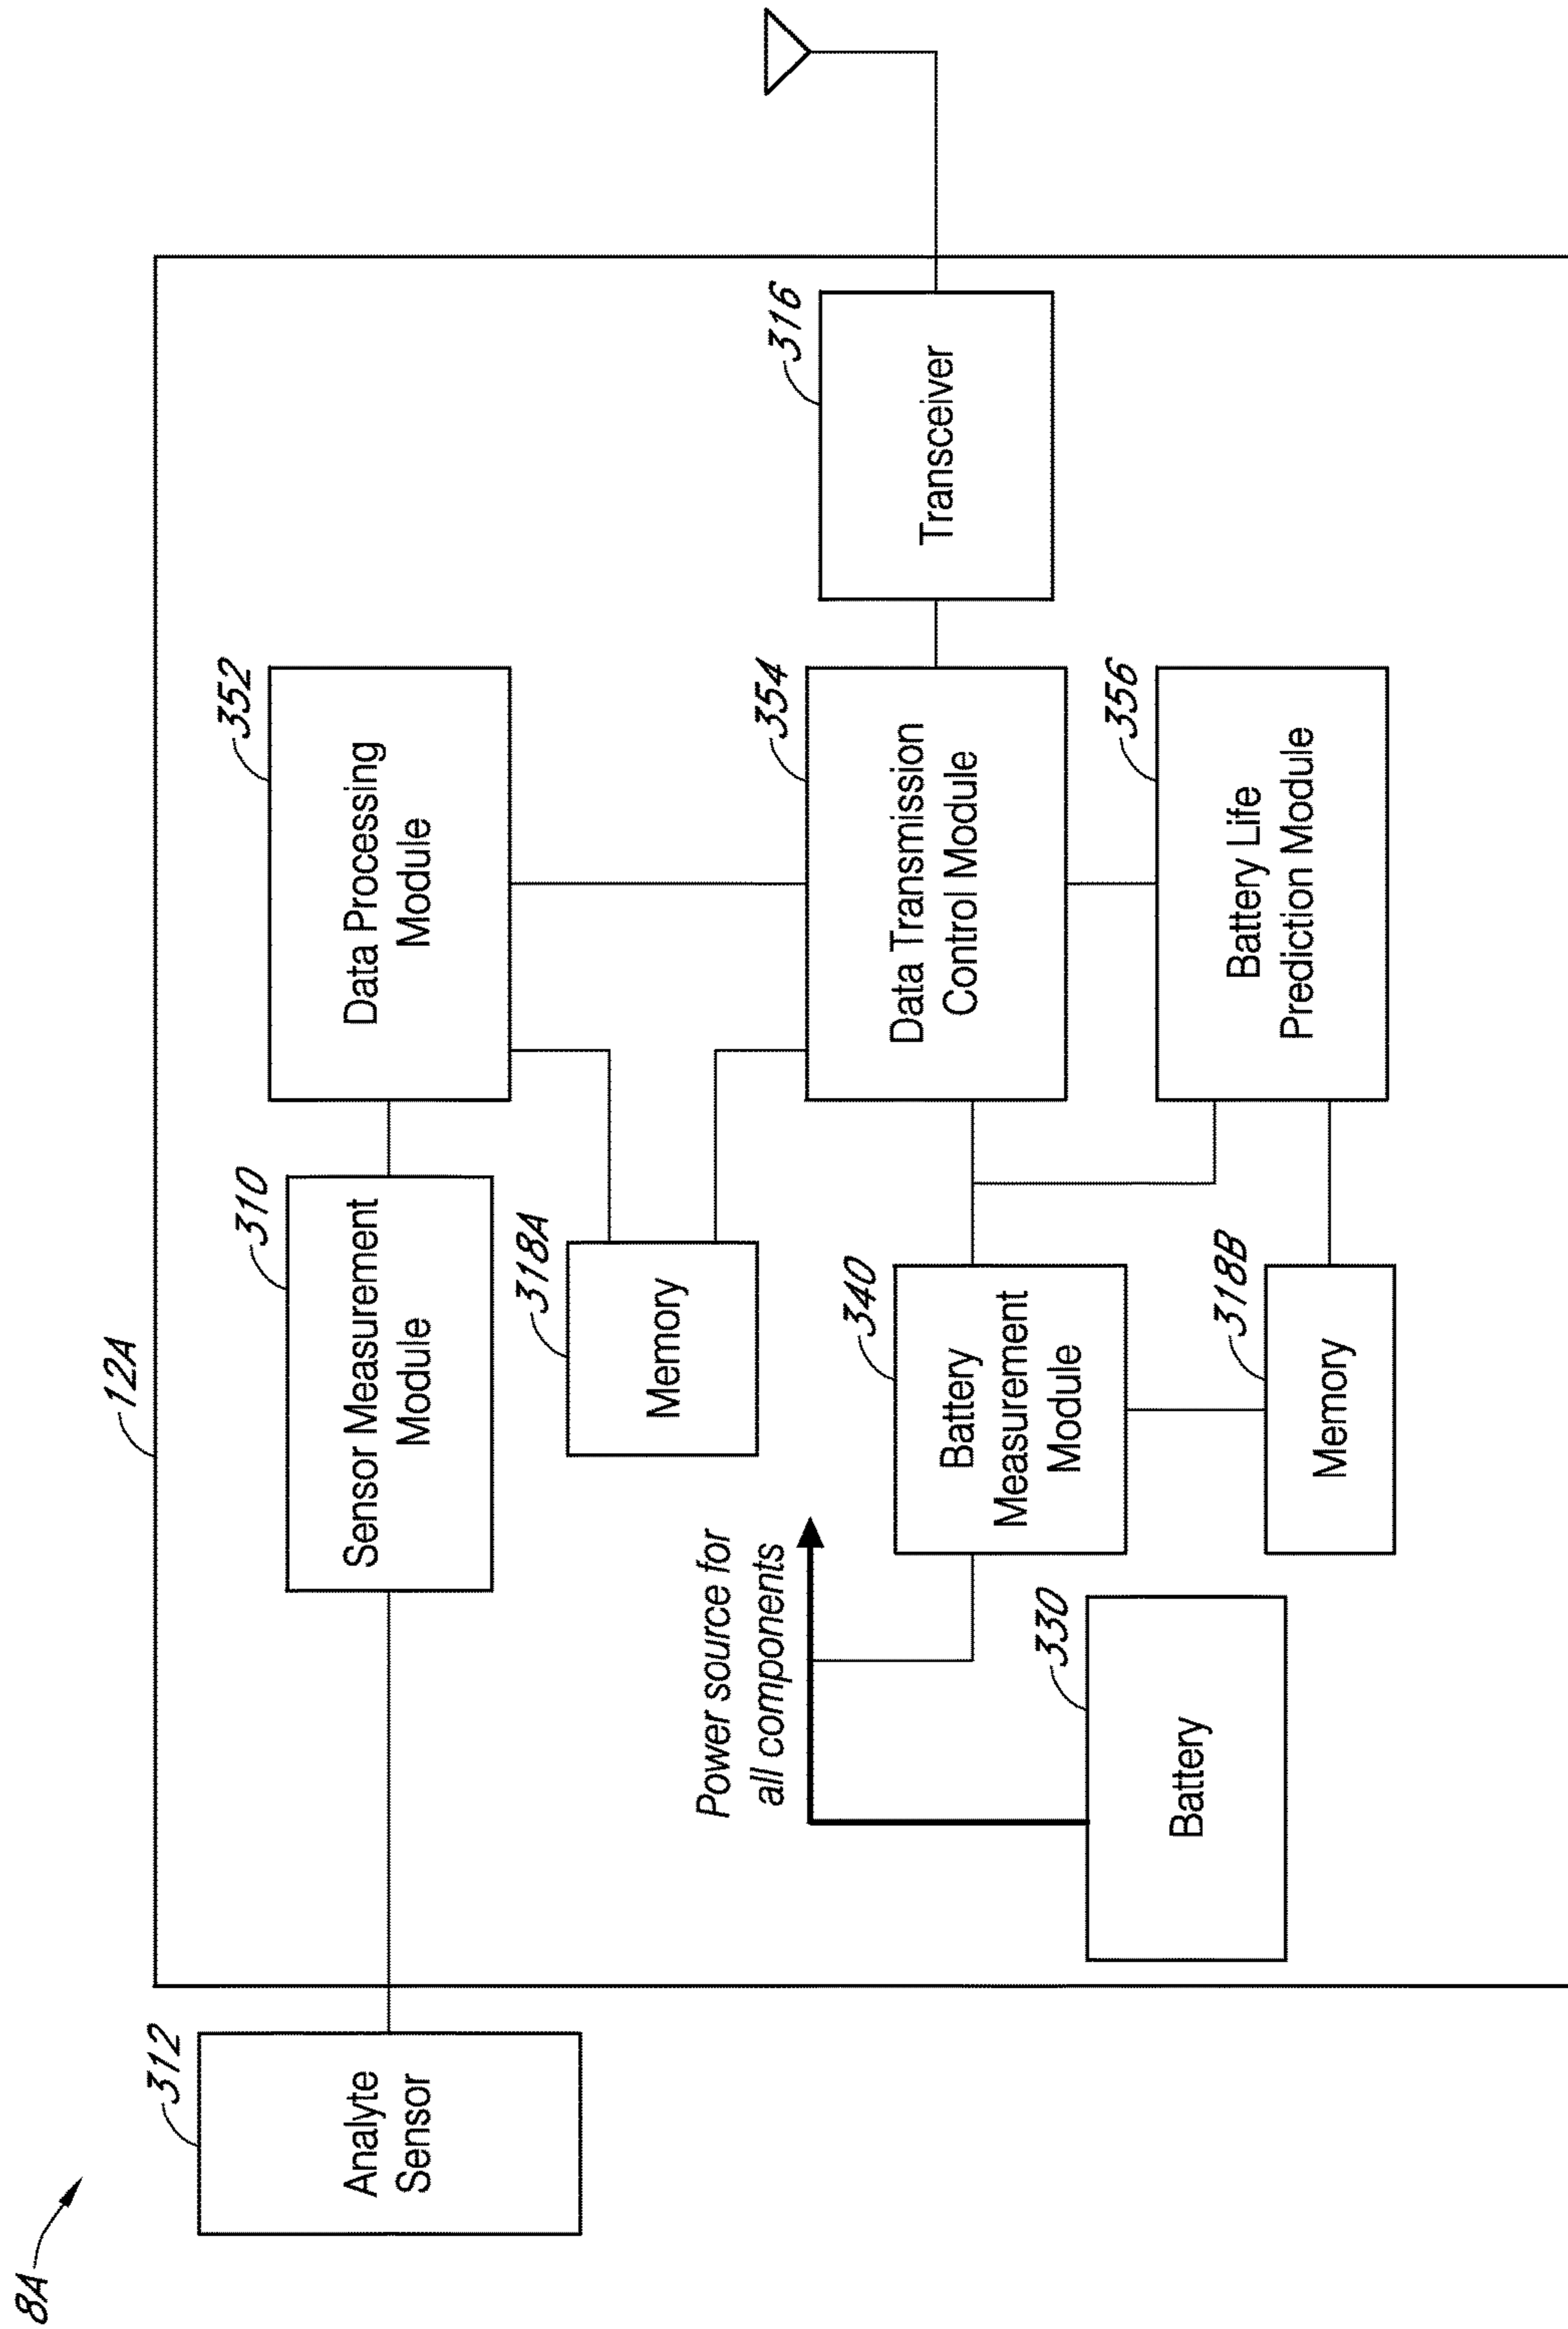 8A
312
Analyte
Sensor
12A
310
Sensor Measurement
Module
352
Data Processing
Module
318A
Memory
Power source for
all components
330
Battery
340
Battery
Measurement
Module
318B
Memory
354
Data Transmission
Control Module
356
Battery Life
Prediction Module
316
Transceiver